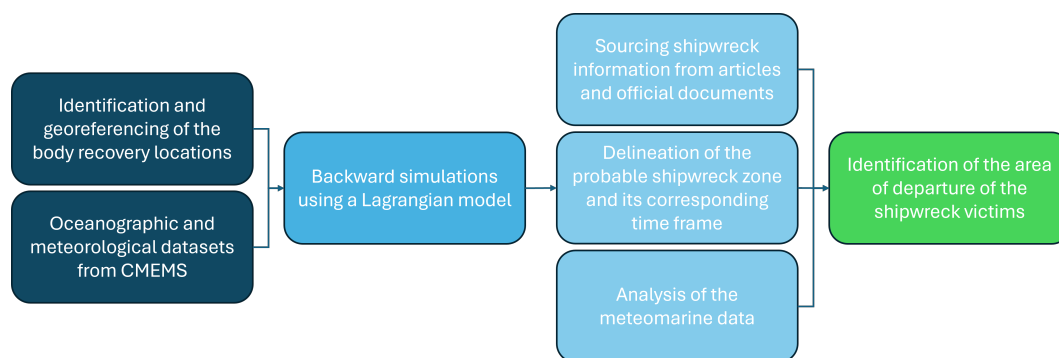 Identification and
georeferencing of the
body recovery locations
Oceanographic and
meteorological datasets
from CMEMS
Backward simulations
using a Lagrangian model
Sourcing shipwreck
information from articles
and official documents
Delineation of the
probable shipwreck zone
and its corresponding
time frame
Analysis of the
meteomarine data
Identification of the area
of departure of the
shipwreck victims